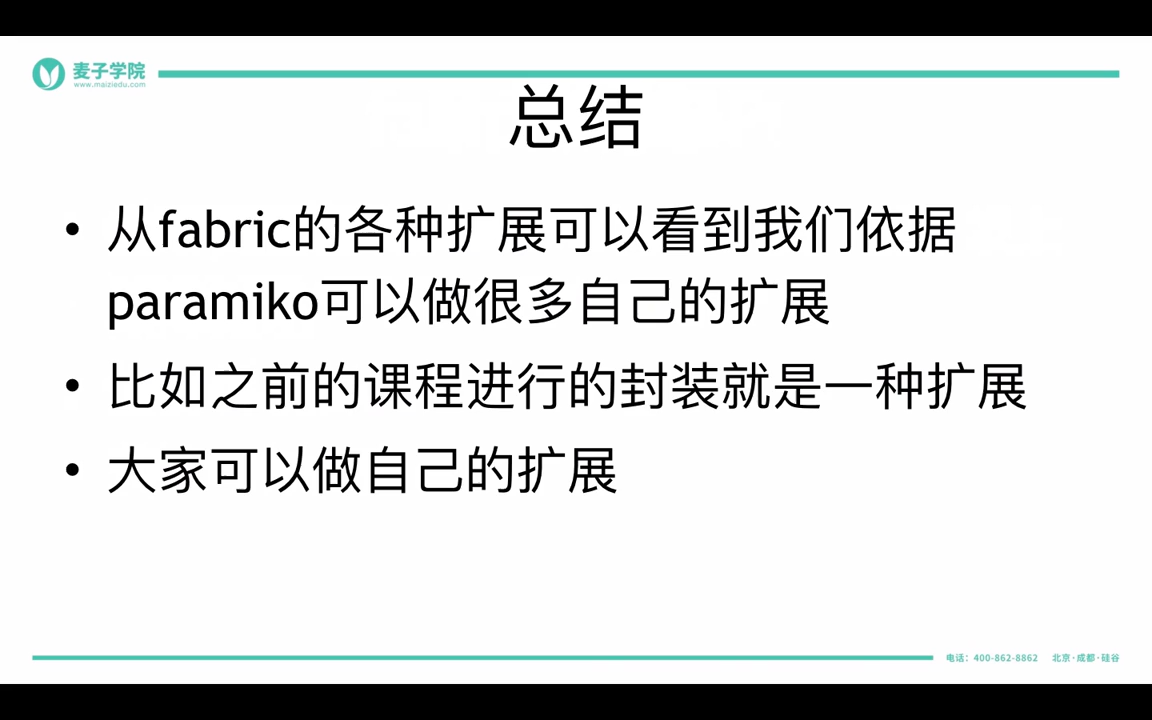 麦子学院
www.maiziedu.com
总结
• 从fabric的各种扩展可以看到我们依据
paramiko可以做很多自己的扩展
• 比如之前的课程进行的封装就是一种扩展
• 大家可以做自己的扩展
电话：400-862-8862 北京·成都·硅谷